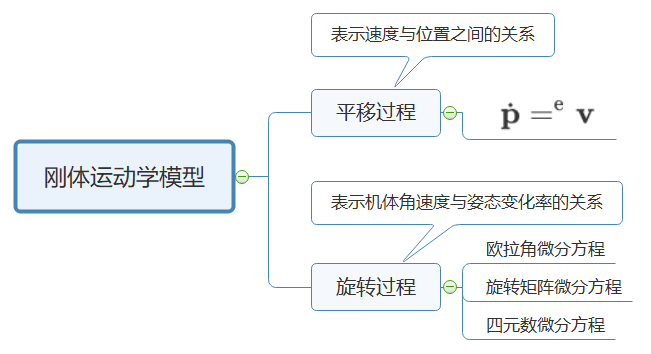 表示速度与位置之间的关系
平移过程
ṗ =ᵉ v
刚体运动学模型
表示机体角速度与姿态变化率的关系
旋转过程
欧拉角微分方程
旋转矩阵微分方程
四元数微分方程